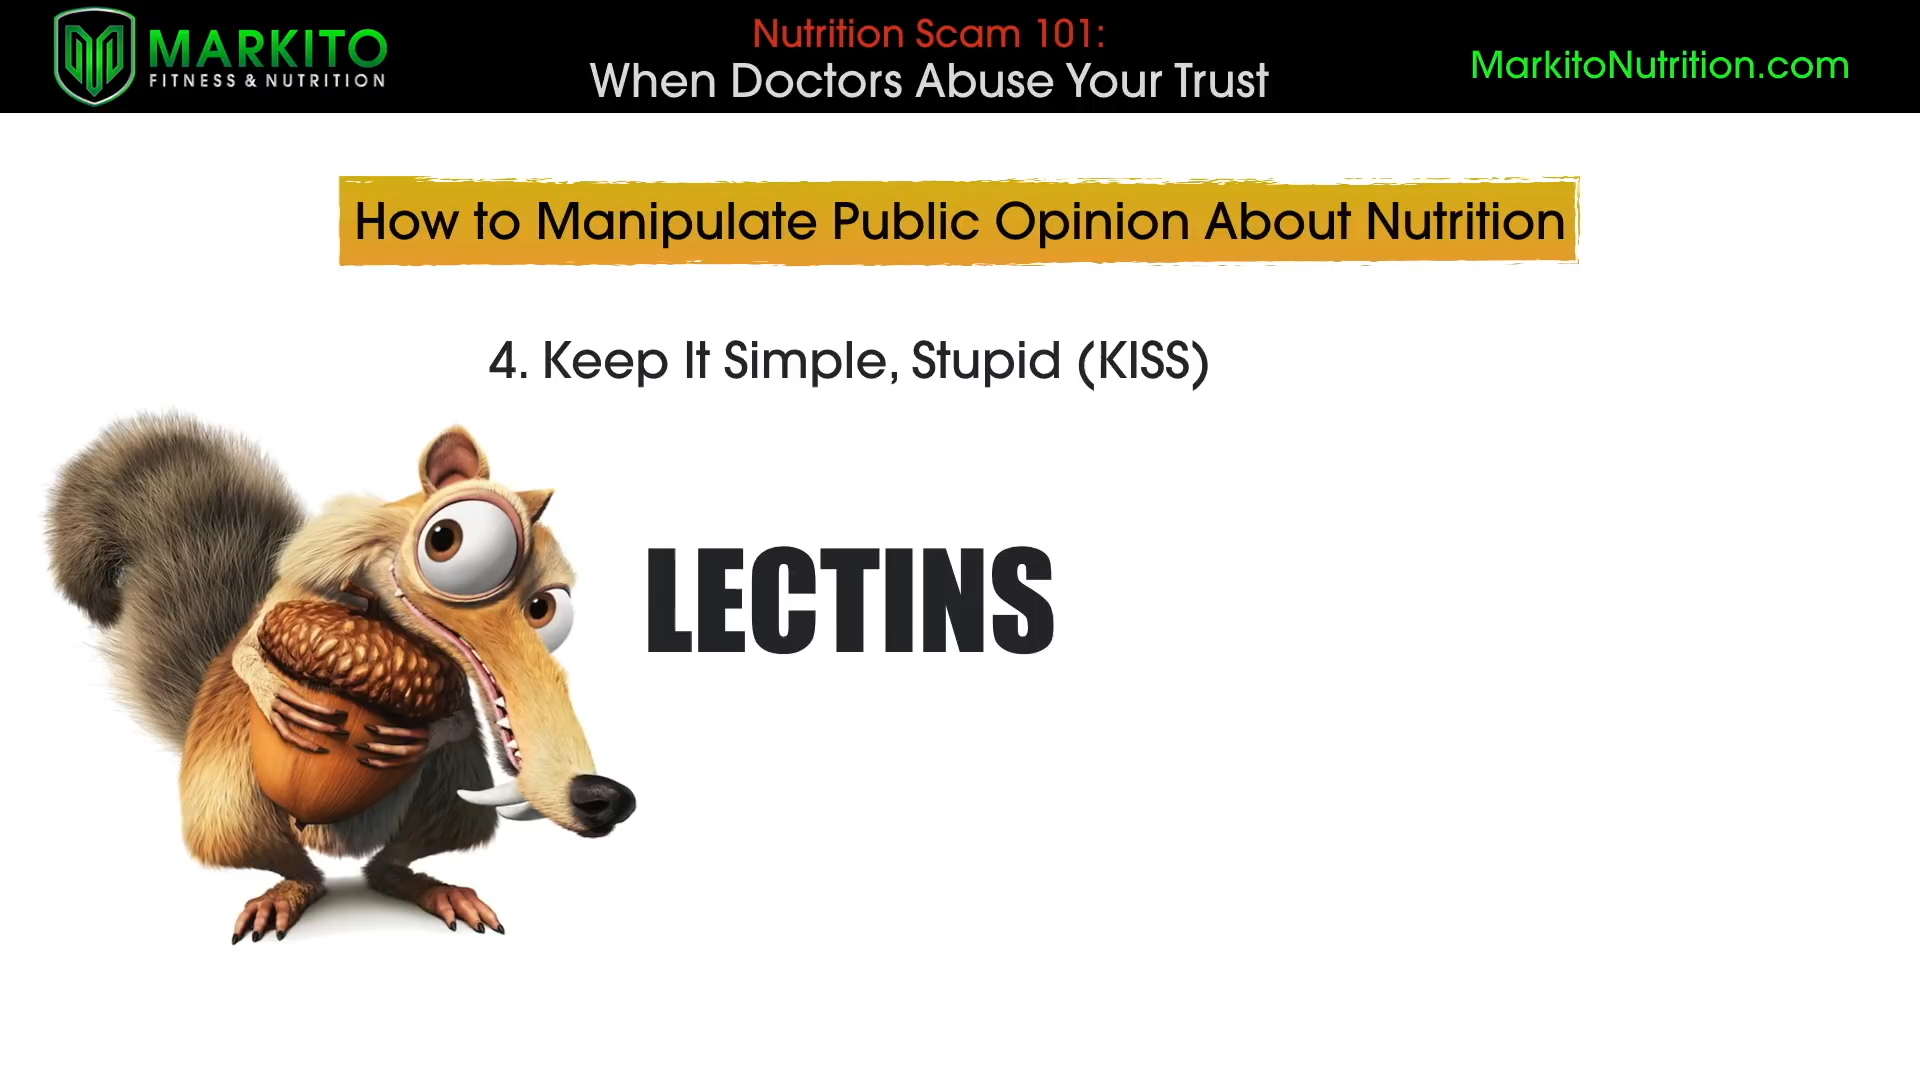 MARKITO
FITNESS & NUTRITION
Nutrition Scam 101:
When Doctors Abuse Your Trust
MarkitoNutrition.com
How to Manipulate Public Opinion About Nutrition
4. Keep It Simple, Stupid (KISS)
LECTINS